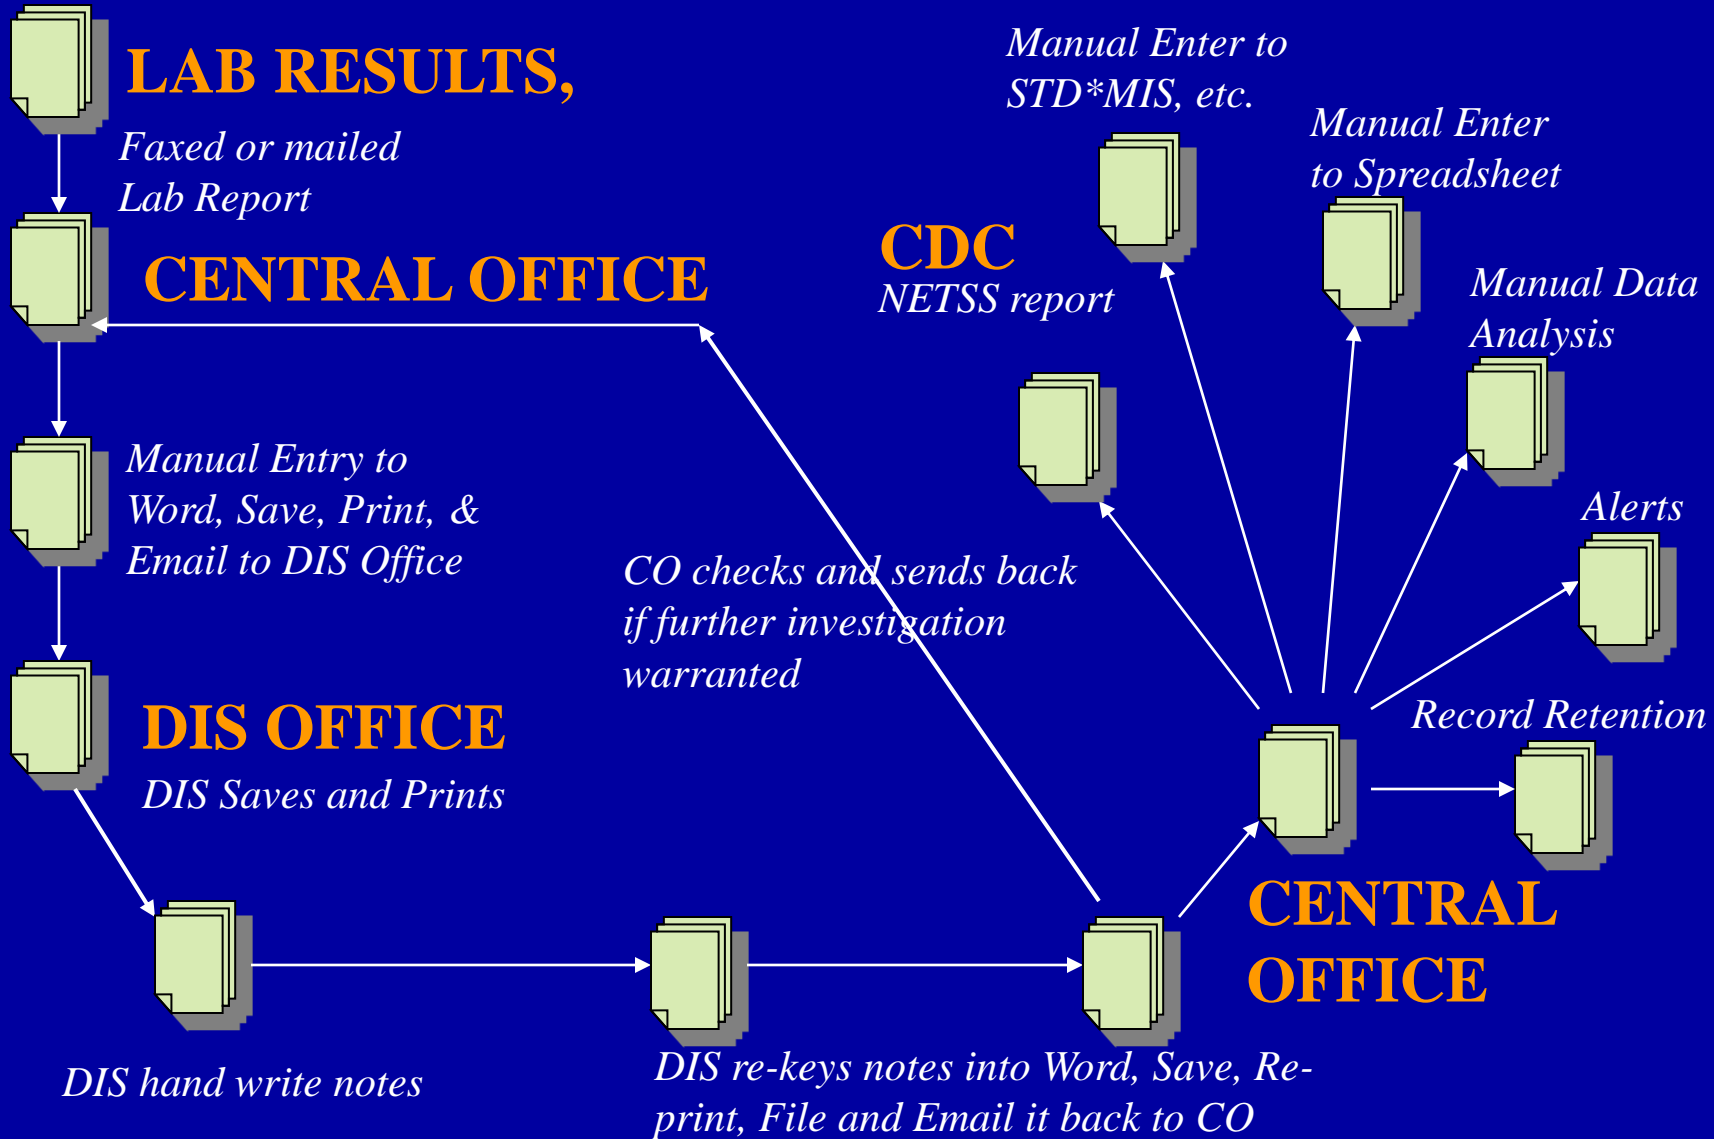 LAB RESULTS,
Faxed or mailed
Lab Report
CENTRAL OFFICE
Manual Entry to
Word, Save, Print, &
Email to DIS Office
DIS OFFICE
DIS Saves and Prints
DIS hand write notes
DIS re-keys notes into Word, Save, Re-
print, File and Email it back to CO
CO checks and sends back
if further investigation
warranted
CENTRAL
OFFICE
CDC
NETSS report
Manual Enter to
STD*MIS, etc.
Manual Enter
to Spreadsheet
Manual Data
Analysis
Alerts
Record Retention